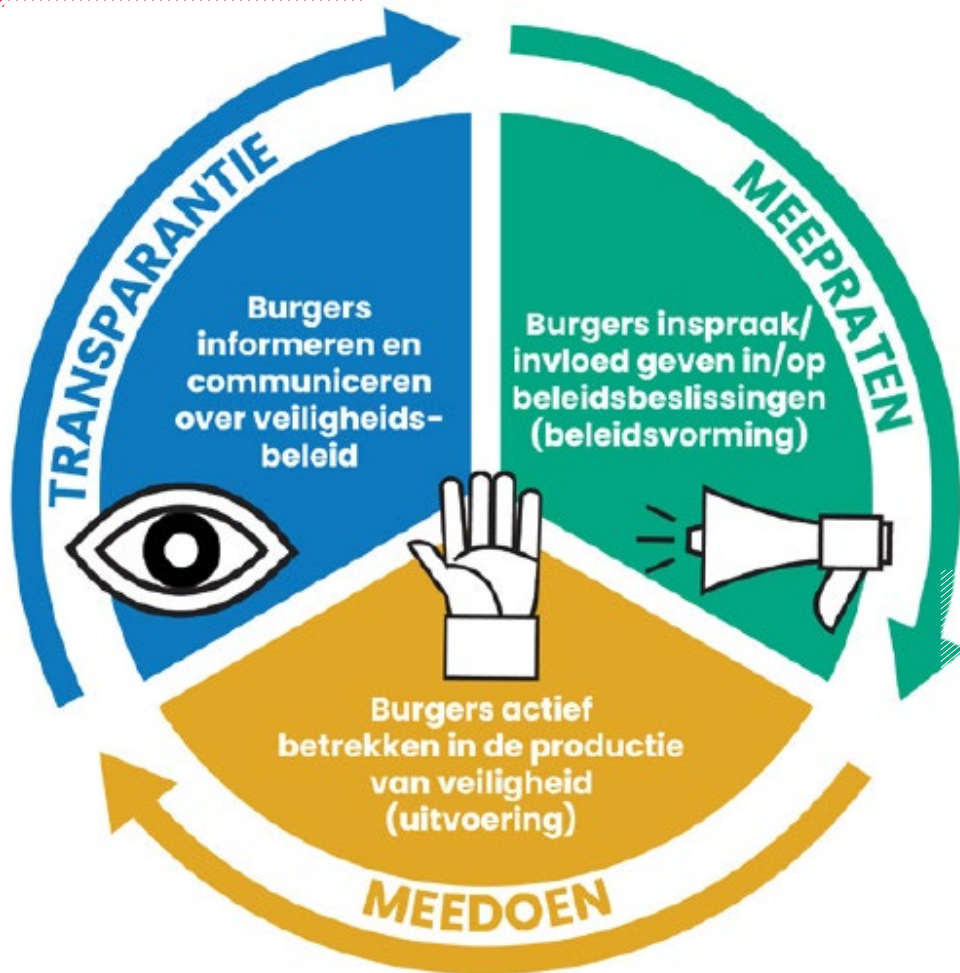 TRANSPARANTIE
Burgers
informeren en
communiceren
over veiligheids-
beleid
MEEPRATEN
Burgers inspraak/
invloed geven in/op
beleidsbeslissingen
(beleidsvorming)
Burgers actief
betrekken in de productie
van veiligheid
(uitvoering)
MEEDOEN